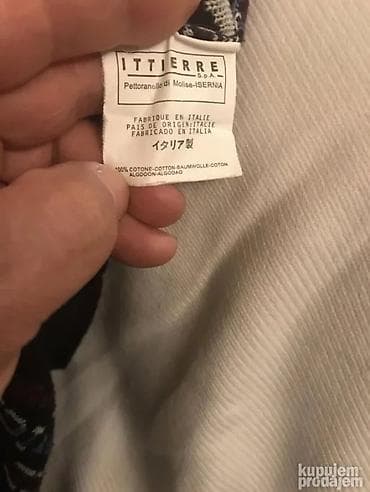 ITTIERRE
S.p.A.
Pettoranello di Molise-ISERNIA
FABRIQUE EN ITALIE
PAIS DE ORIGEN:ITALIE
FABRICADO EN ITALIA
イタリア製
100% COTONE-COTTON-BAUMWOLLE-COTON
ALGODON-ALGODAO
kupujem
prodajem